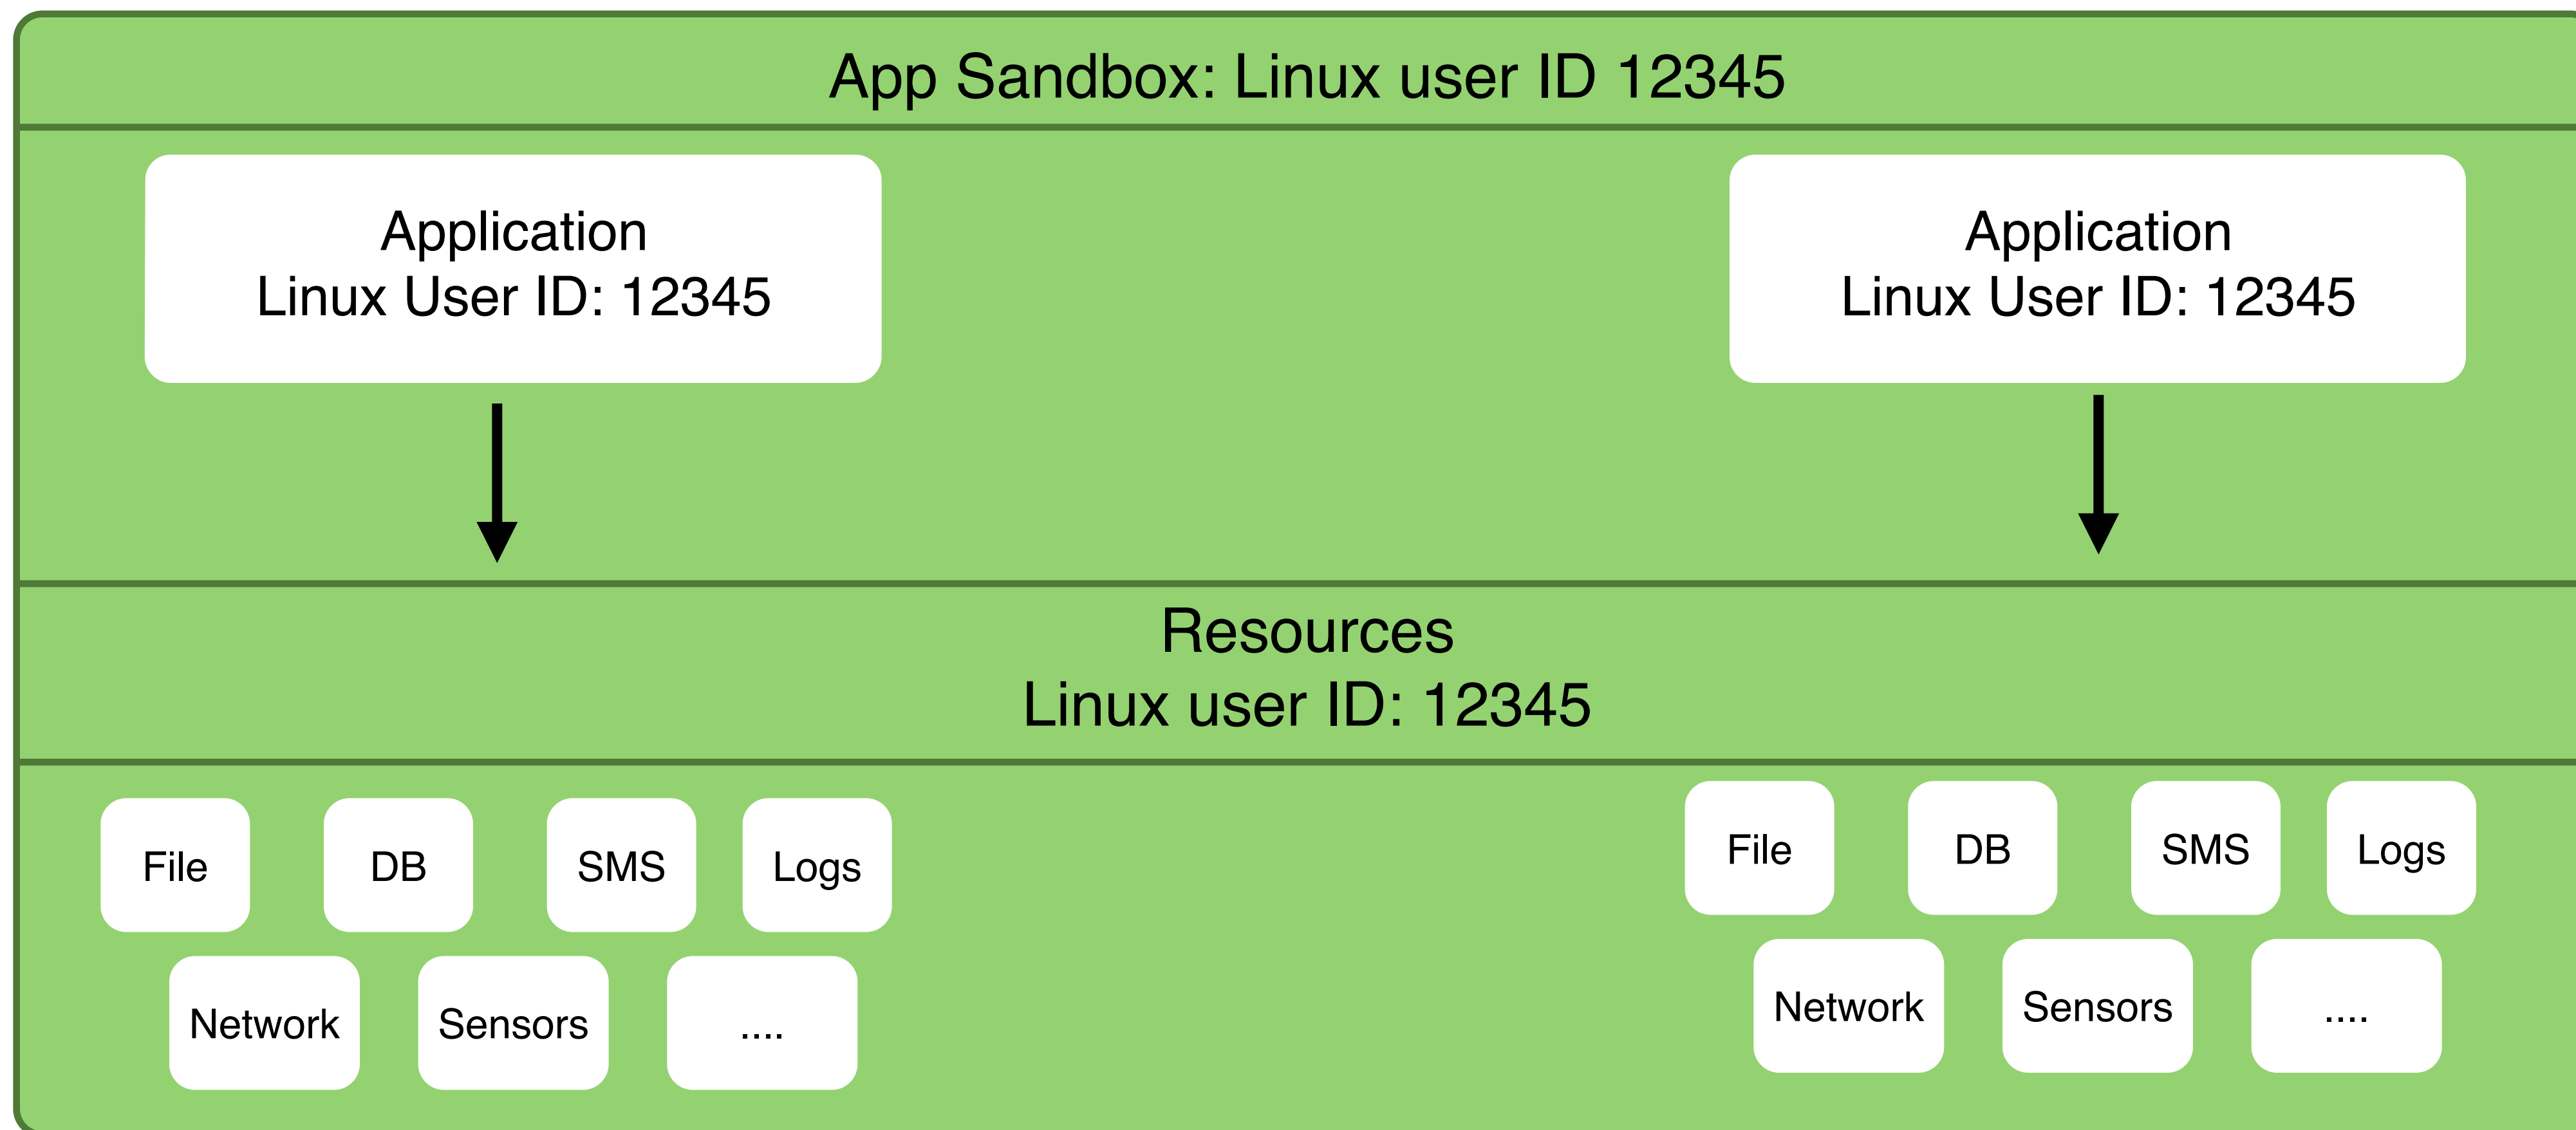 App Sandbox: Linux user ID 12345
Application
Linux User ID: 12345
Application
Linux User ID: 12345
Resources
Linux user ID: 12345
File
DB
SMS
Logs
Network
Sensors
....
File
DB
SMS
Logs
Network
Sensors
....